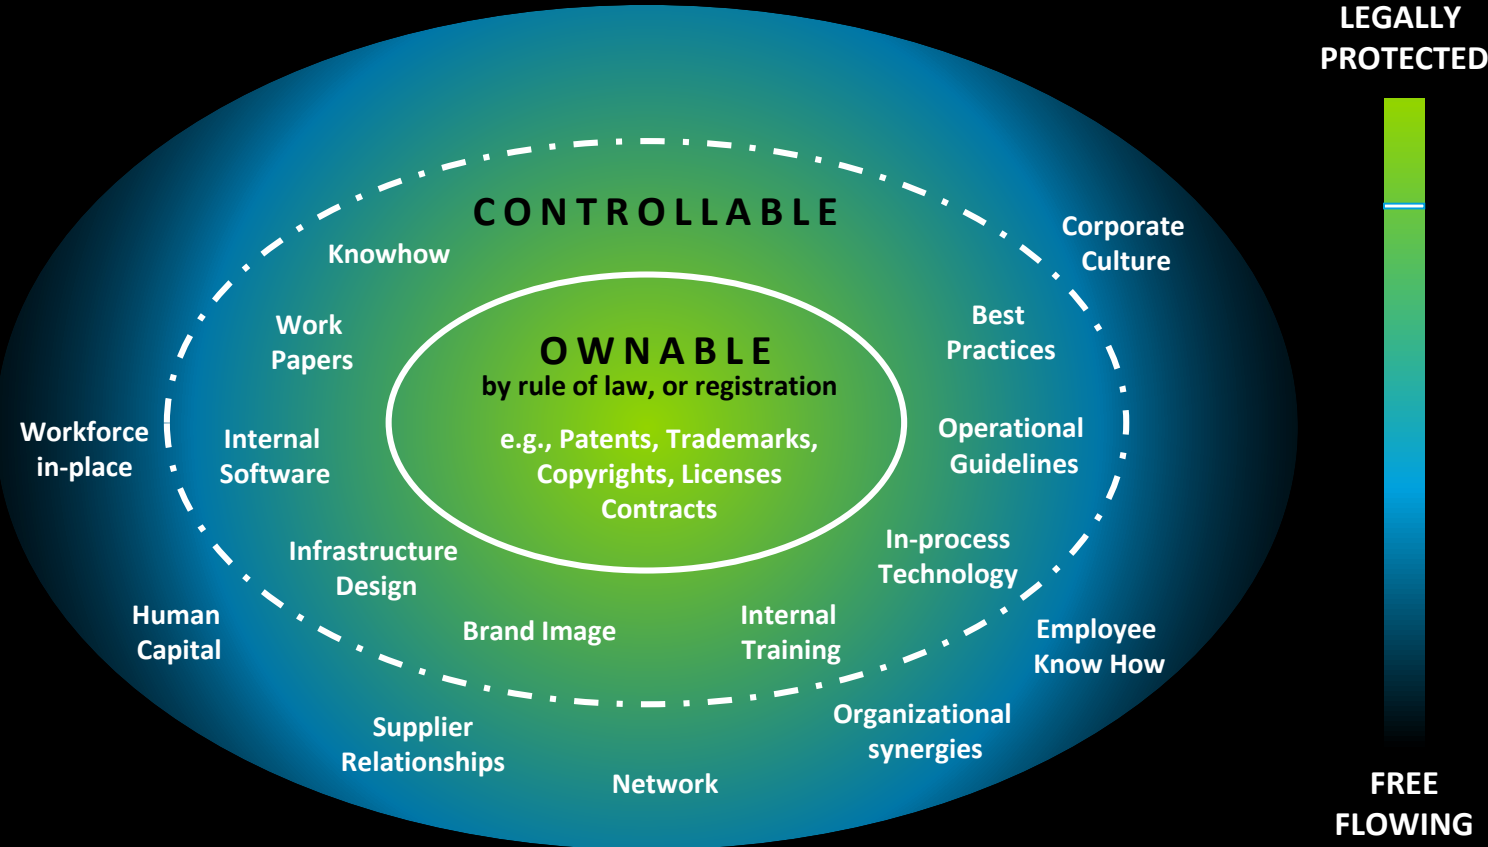 LEGALLY
PROTECTED
CONTROLLABLE
Knowhow
Corporate
Culture
Work
Papers
Best
Practices
OWNABLE
by rule of law, or registration
e.g., Patents, Trademarks,
Copyrights, Licenses
Contracts
Workforce
in-place
Internal
Software
Operational
Guidelines
Infrastructure
Design
In-process
Technology
Human
Capital
Brand Image
Internal
Training
Employee
Know How
Supplier
Relationships
Network
Organizational
synergies
FREE
FLOWING